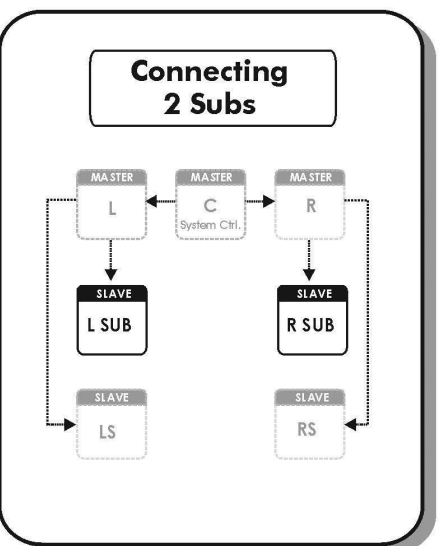 Connecting
2 Subs
MASTER
L
MASTER
C
System Ctrl.
MASTER
R
SLAVE
L SUB
SLAVE
R SUB
SLAVE
LS
SLAVE
RS